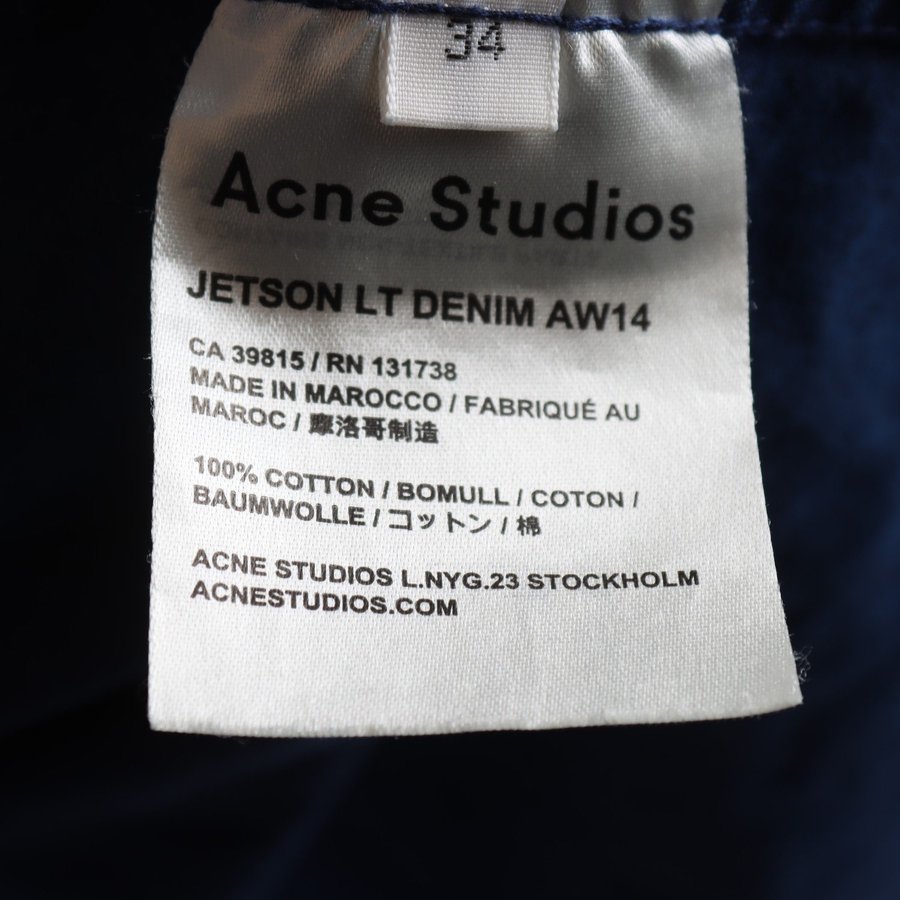 34
Acne Studios
JETSON LT DENIM AW14
CA 39815 / RN 131738
MADE IN MAROCCO / FABRIQUÉ AU
MAROC / 摩洛哥制造
100% COTTON / BOMULL / COTON /
BAUMWOLLE / コットン / 棉
ACNE STUDIOS L.NYG.23 STOCKHOLM
ACNESTUDIOS.COM